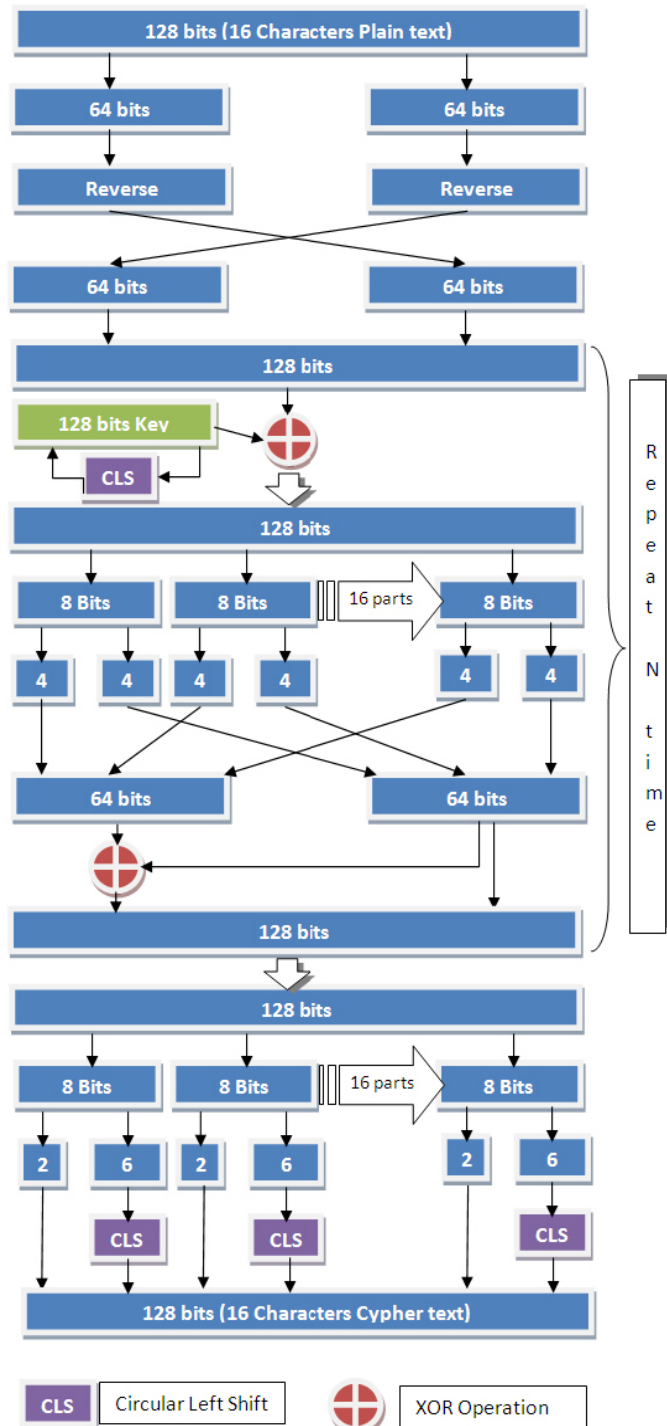 128 bits (16 Characters Plain text)
64 bits 64 bits
Reverse Reverse
64 bits 64 bits
128 bits
128 bits Key
CLS
128 bits
8 Bits 8 Bits 16 parts 8 Bits
4 4 4 4 4 4
64 bits 64 bits
128 bits
Repeat N time
128 bits
8 Bits 8 Bits 16 parts 8 Bits
2 6 2 6 2 6
CLS CLS CLS
128 bits (16 Characters Cypher text)
CLS Circular Left Shift XOR Operation